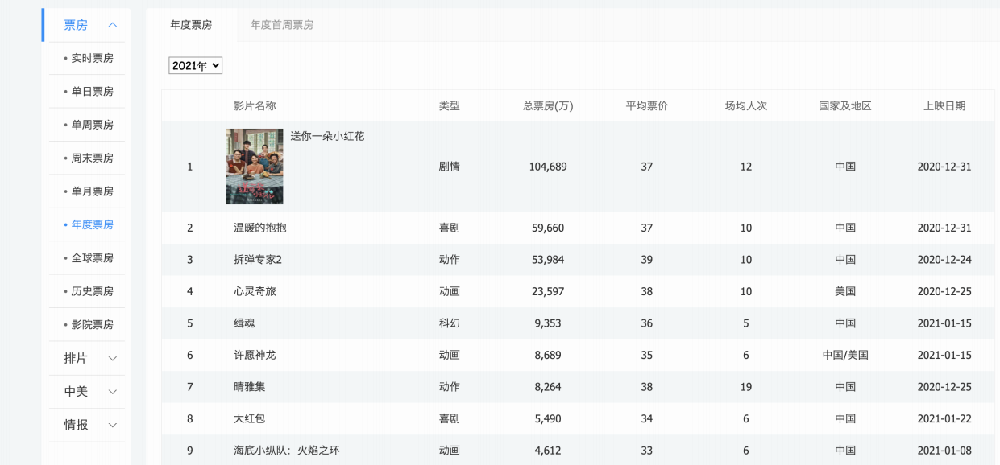 票房
实时票房
单日票房
单周票房
周末票房
单月票房
年度票房
全球票房
历史票房
影院票房
排片
中美
情报
年度票房 年度首周票房
2021年
影片名称 类型 总票房(万) 平均票价 场均人次 国家及地区 上映日期
1 送你一朵小红花 剧情 104,689 37 12 中国 2020-12-31
2 温暖的抱抱 喜剧 59,660 37 10 中国 2020-12-31
3 拆弹专家2 动作 53,984 39 10 中国 2020-12-24
4 心灵奇旅 动画 23,597 38 10 美国 2020-12-25
5 缉魂 科幻 9,353 36 5 中国 2021-01-15
6 许愿神龙 动画 8,689 35 6 中国/美国 2021-01-15
7 晴雅集 动作 8,264 38 19 中国 2020-12-25
8 大红包 喜剧 5,490 34 6 中国 2021-01-22
9 海底小纵队：火焰之环 动画 4,612 33 6 中国 2021-01-08